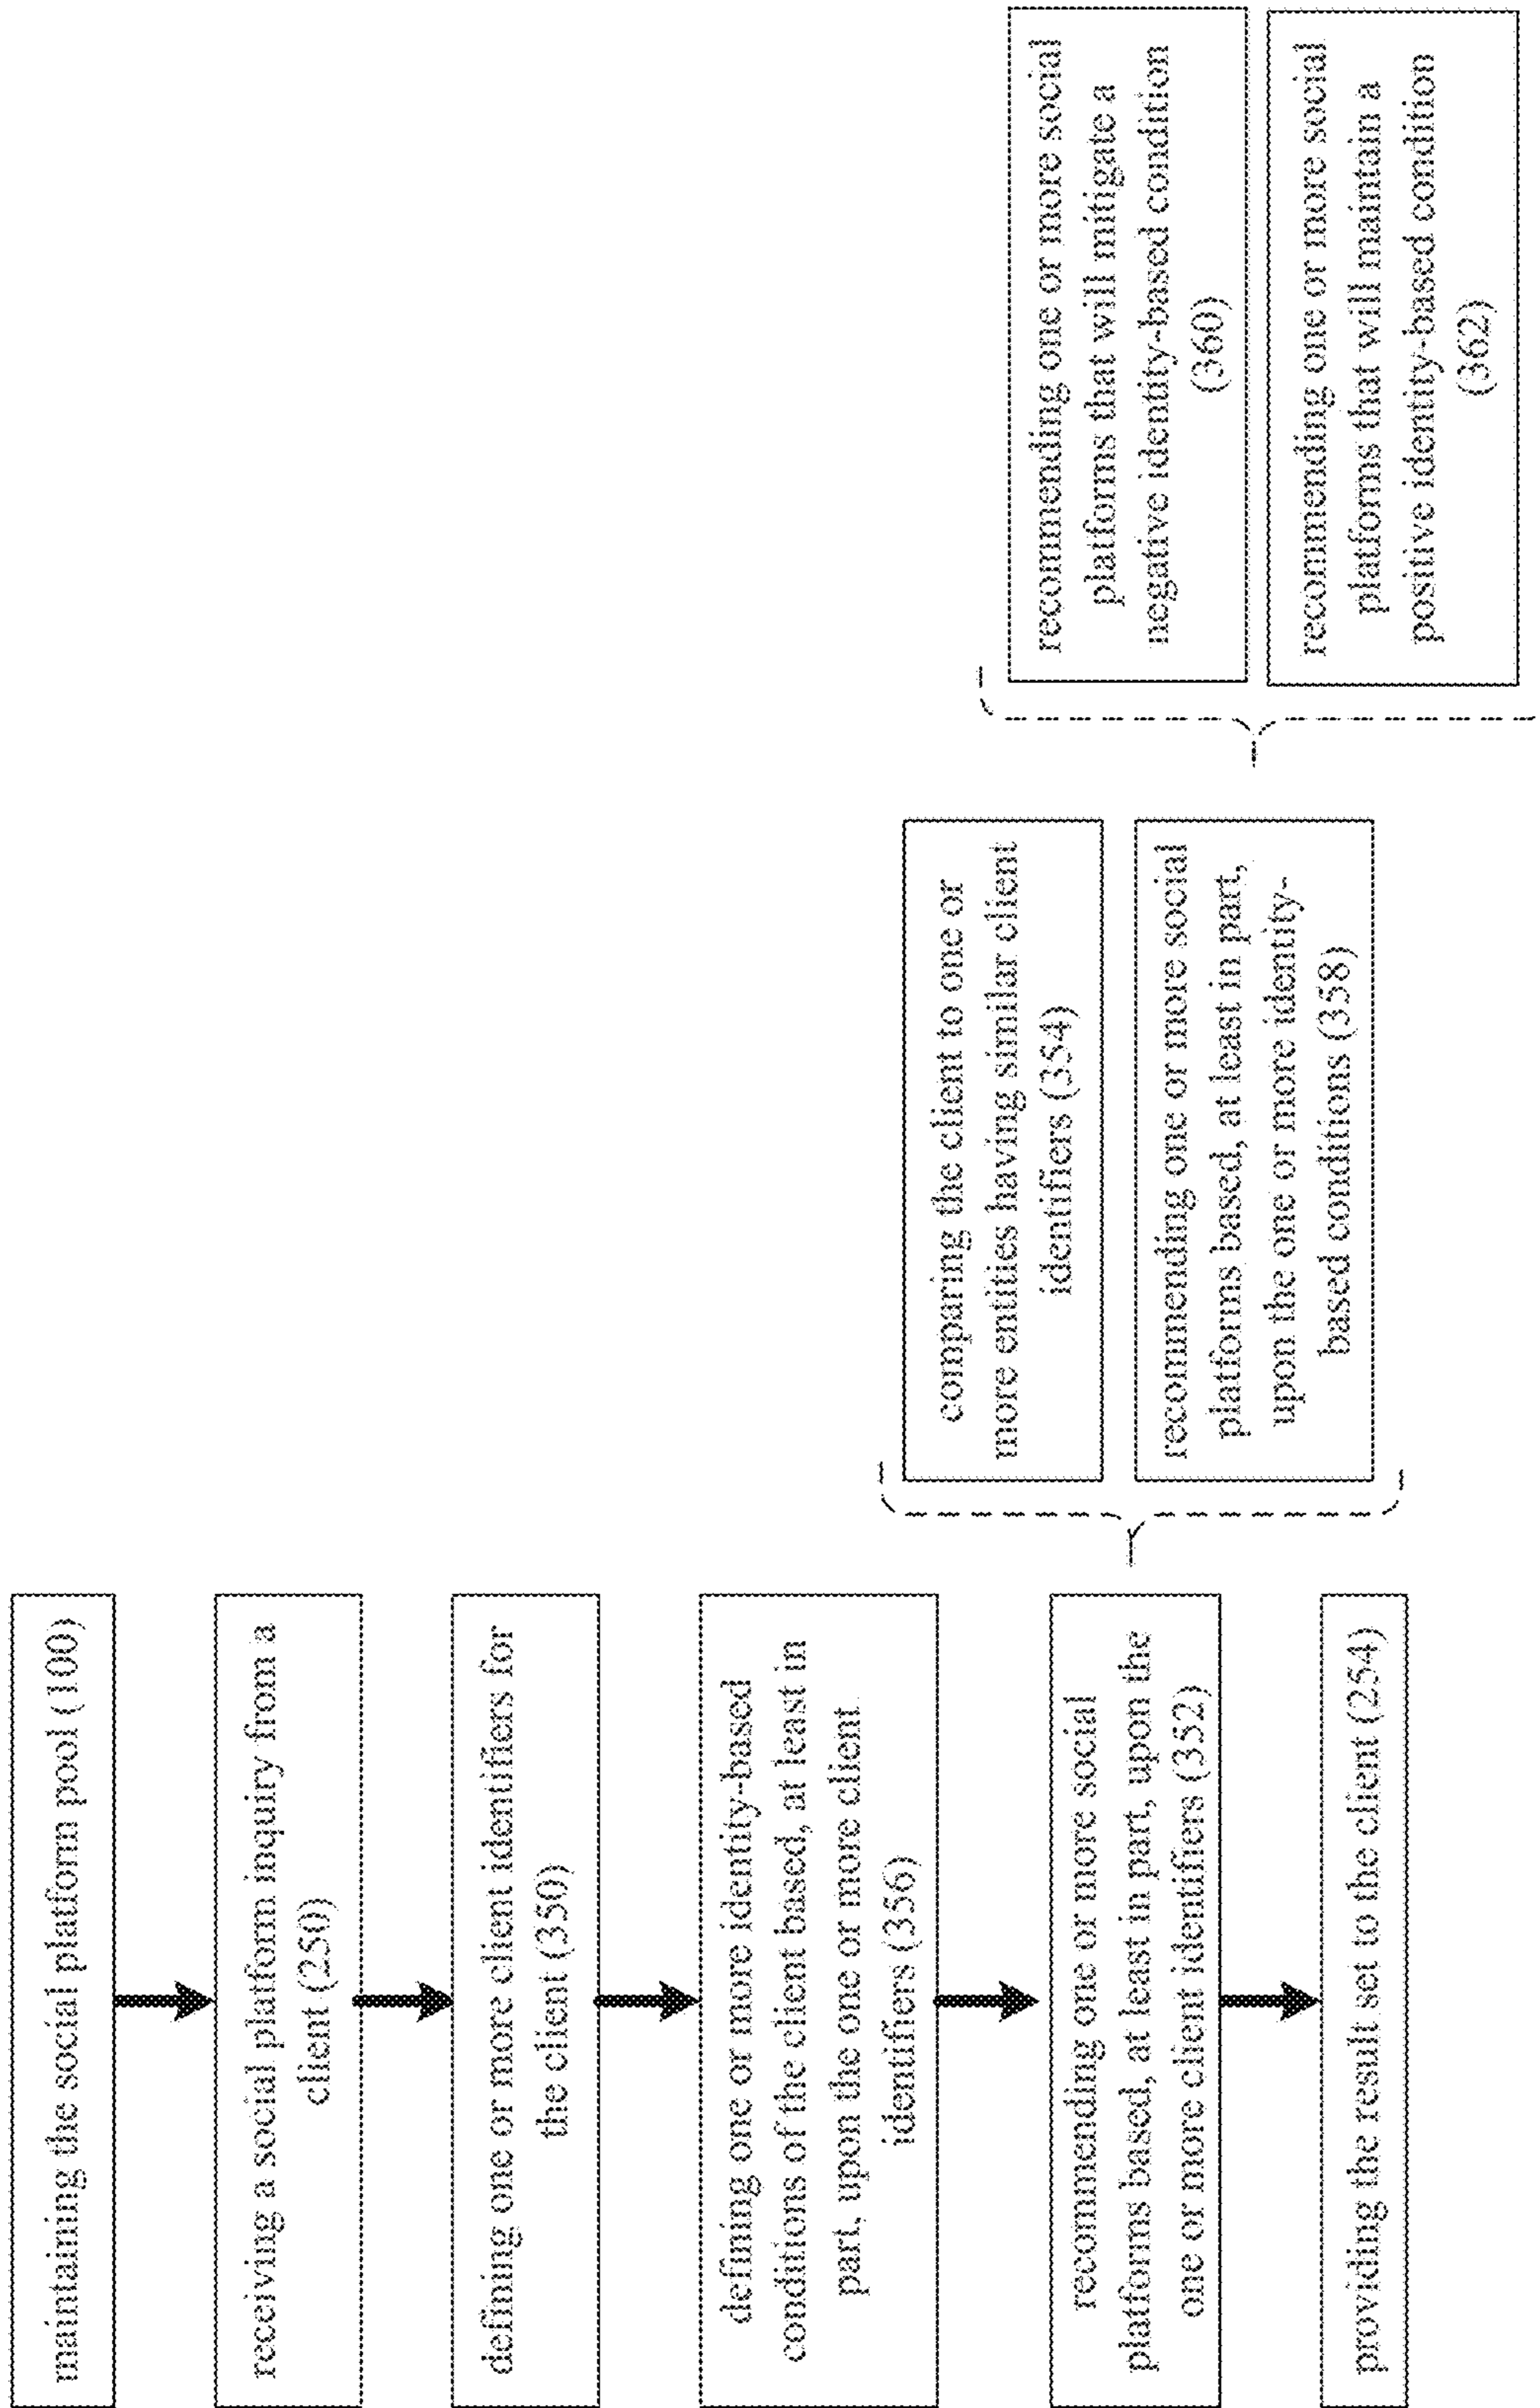 maintaining the social platform pool (100)
receiving a social platform inquiry from a
client (250)
defining one or more client identifiers for
the client (350)
defining one or more identity-based
conditions of the client based, at least in
part, upon the one or more client
identifiers (356)
recommending one or more social
platforms based, at least in part, upon the
one or more client identifiers (352)
providing the result set to the client (254)
comparing the client to one or
more entities having similar client
identifiers (354)
recommending one or more social
platforms based, at least in part,
upon the one or more identity-
based conditions (358)
recommending one or more social
platforms that will mitigate a
negative identity-based condition
(360)
recommending one or more social
platforms that will maintain a
positive identity-based condition
(362)